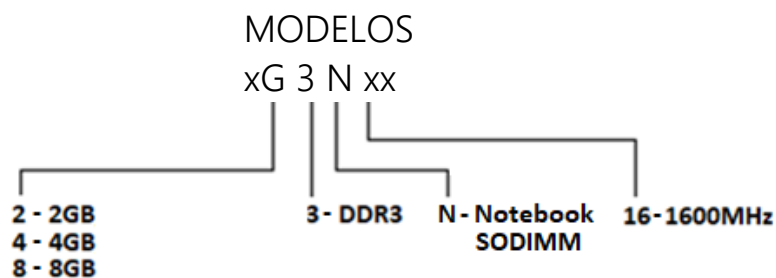 MODELOS
xG 3 N xx
2 - 2GB
4 - 4GB
8 - 8GB
3 - DDR3
N - Notebook
SODIMM
16-1600MHz